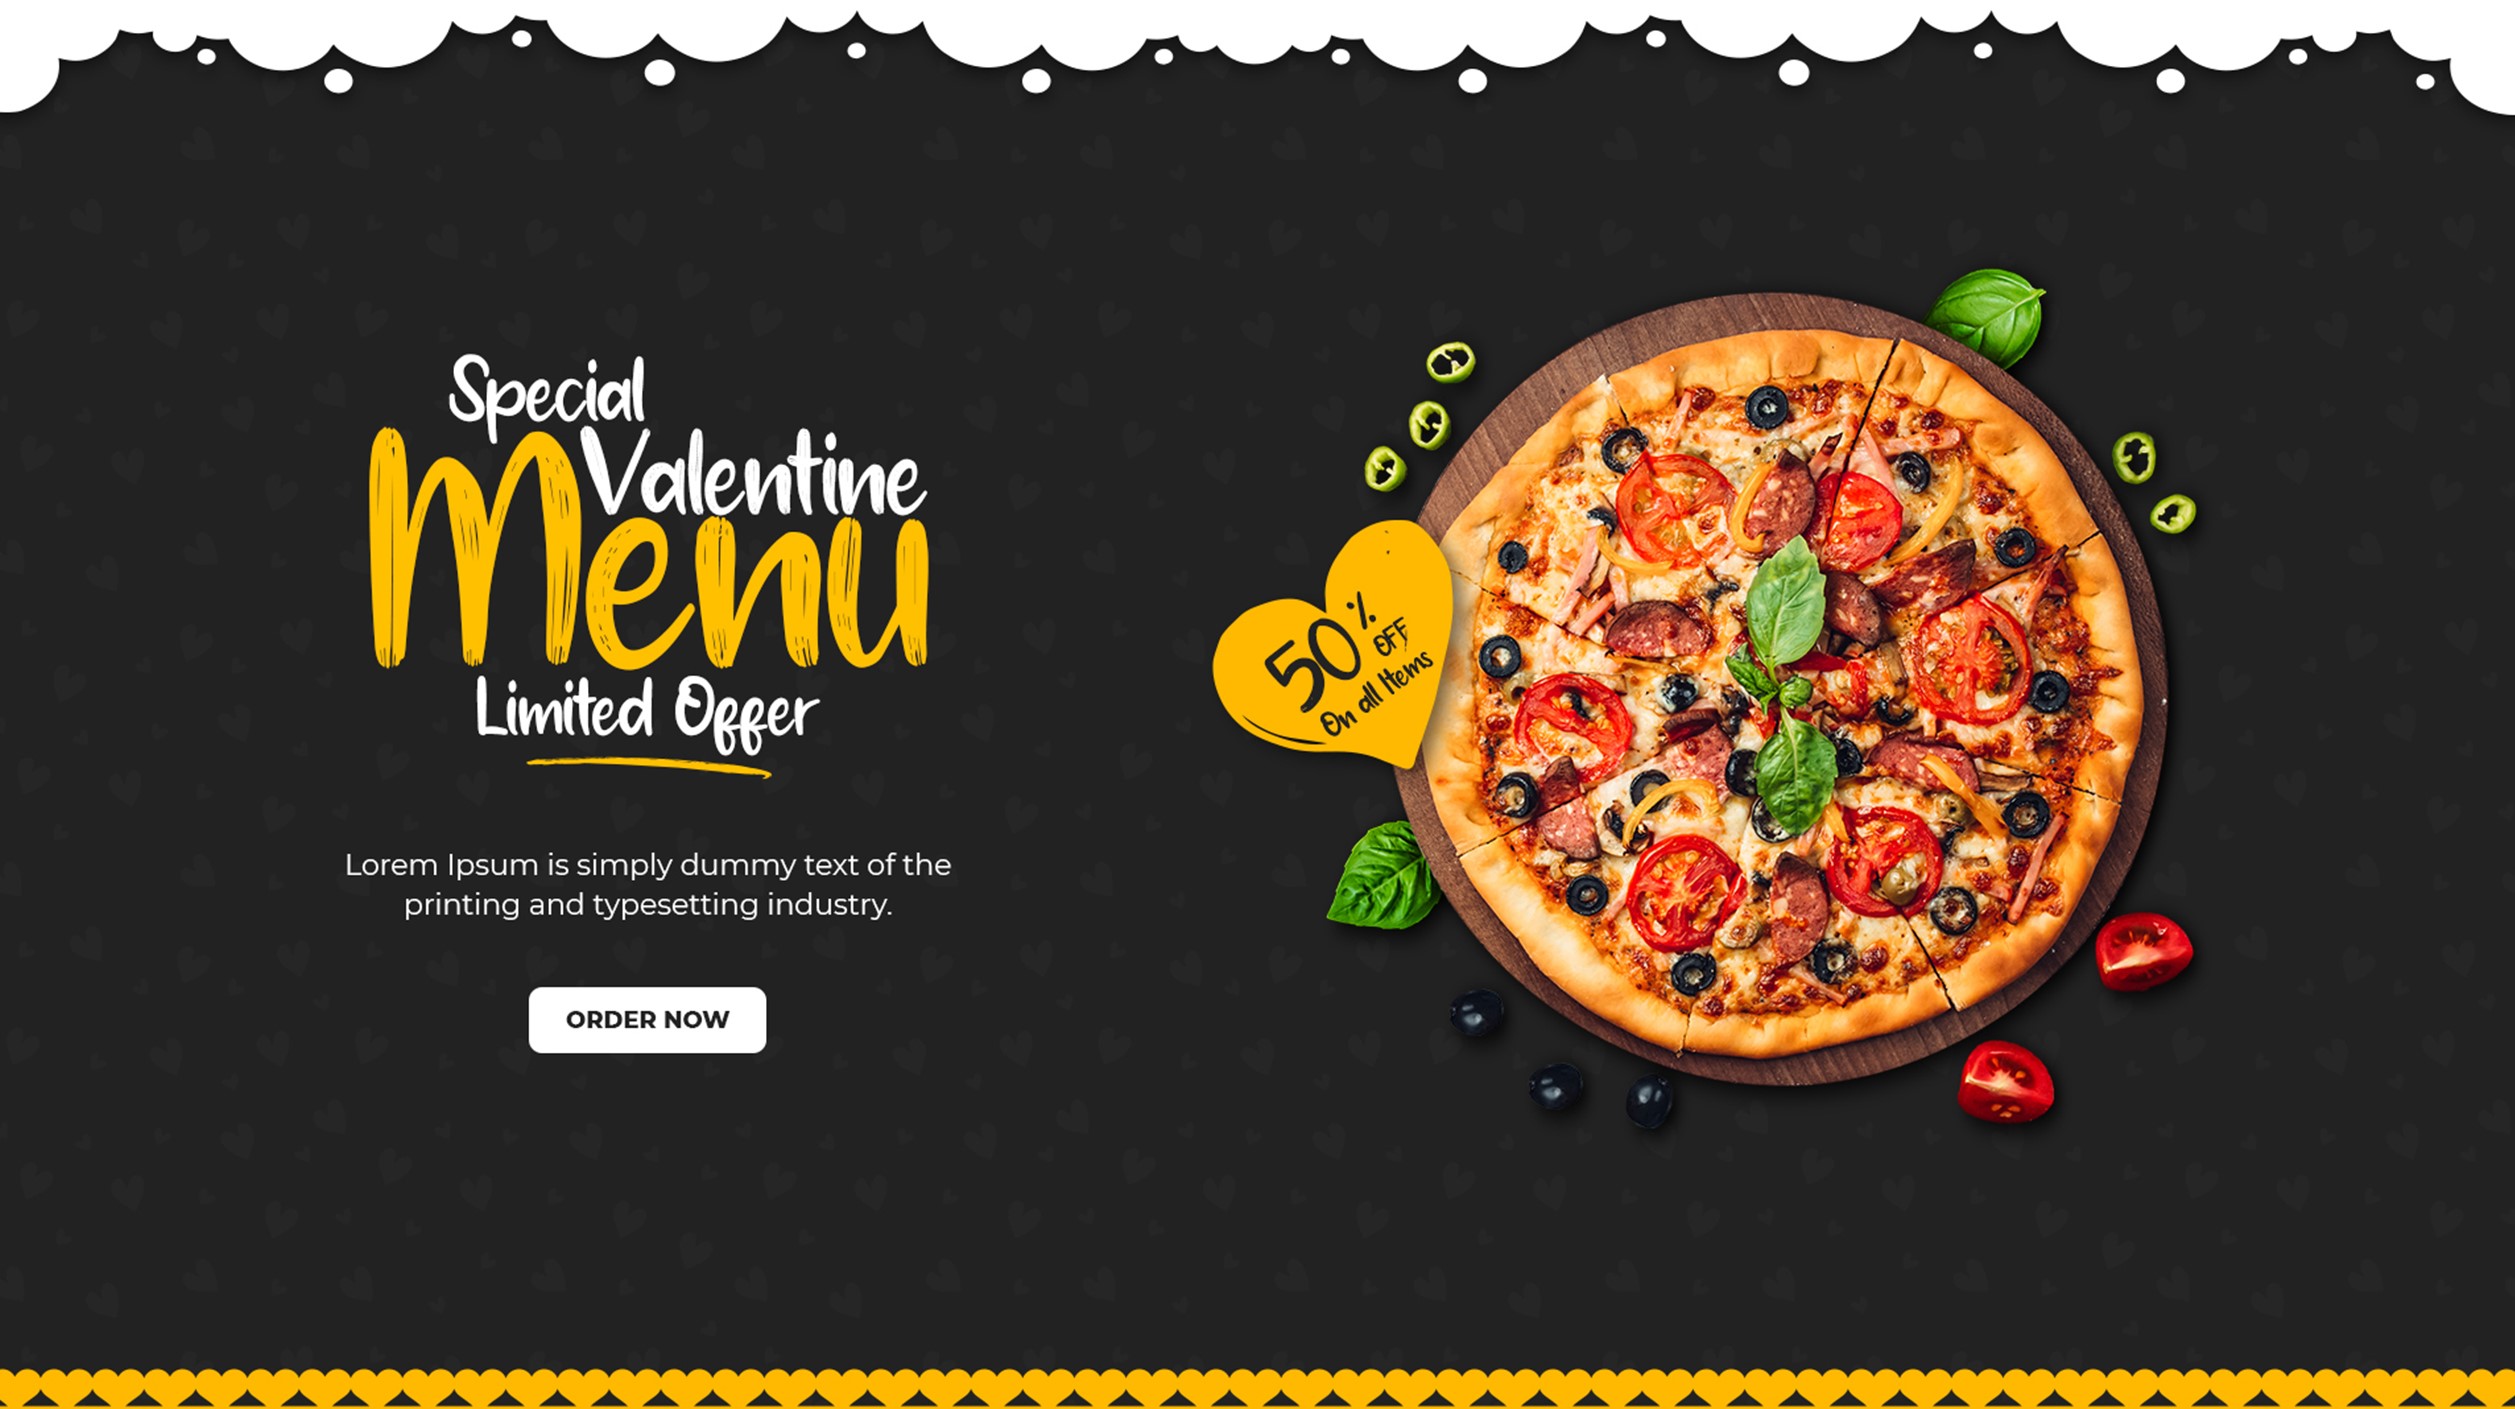 Special
Valentine
Menu
Limited Offer
Lorem Ipsum is simply dummy text of the
printing and typesetting industry.
ORDER NOW
50% OFF
On all Items